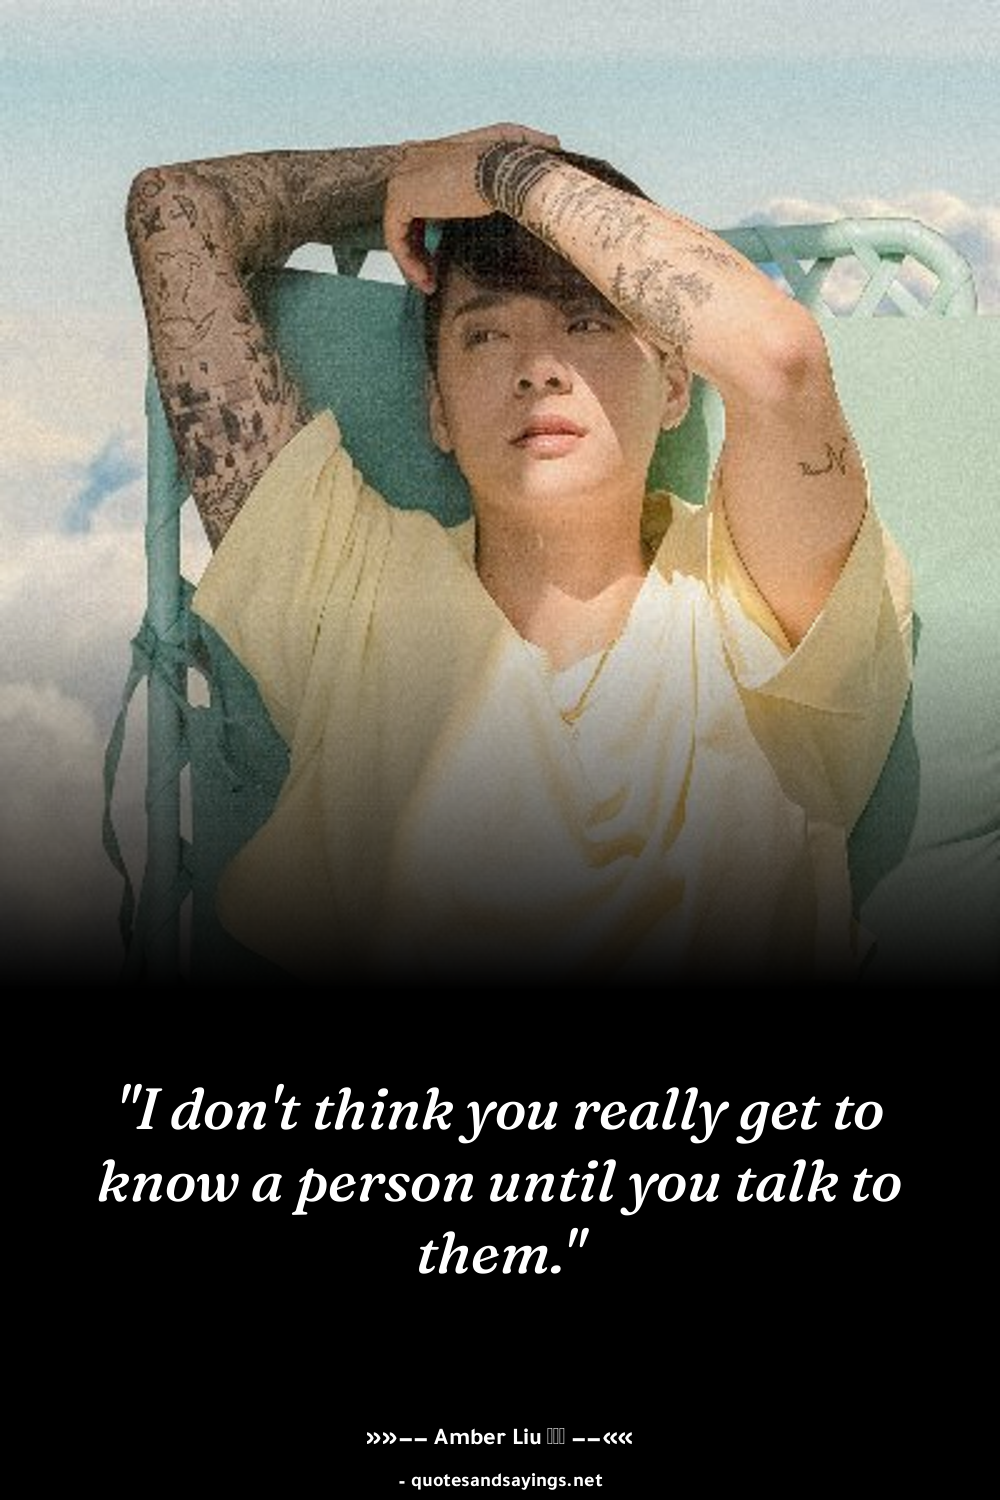 "I don't think you really get to
know a person until you talk to
them."
»»–– Amber Liu ––««
- quotesandsayings.net